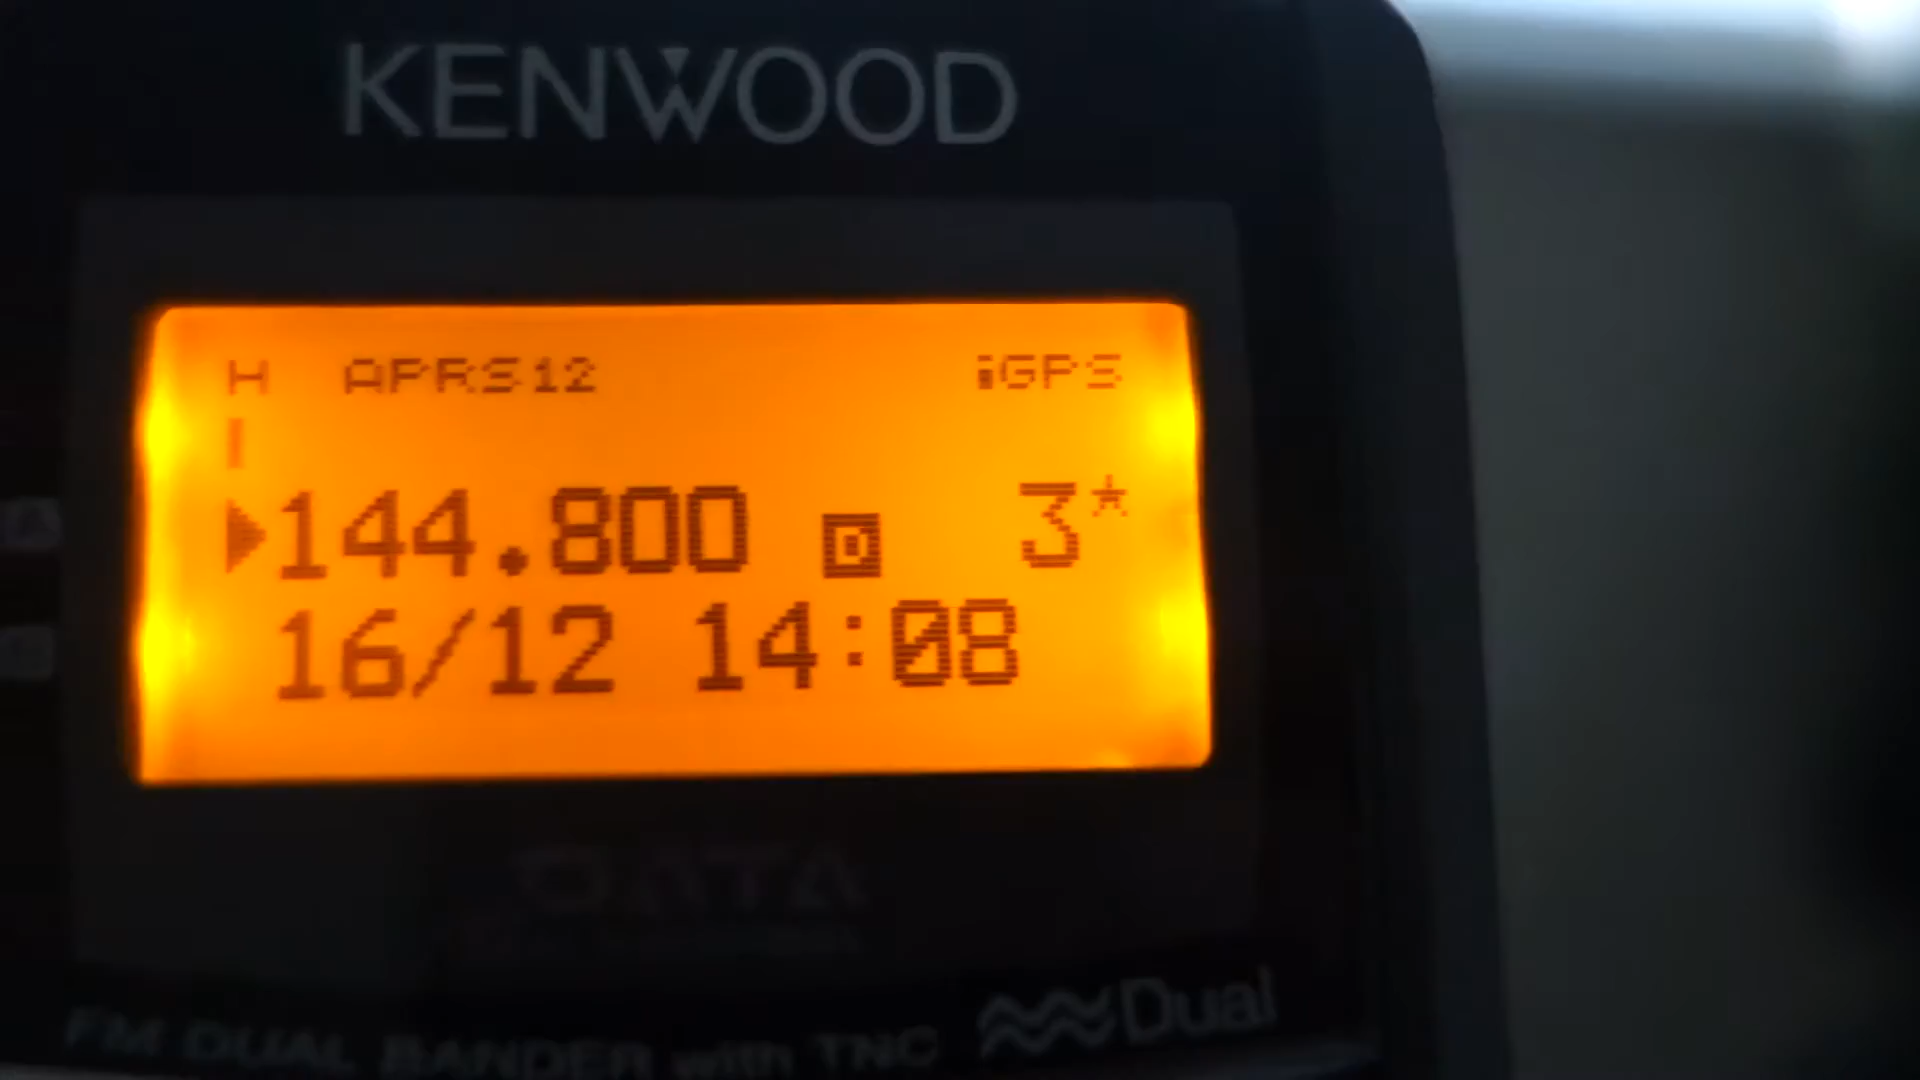 KENWOOD
H APRS12 iGPS
144.800 3*
16/12 14:08
DATA
Dual
FM DUAL BANDER with TNC